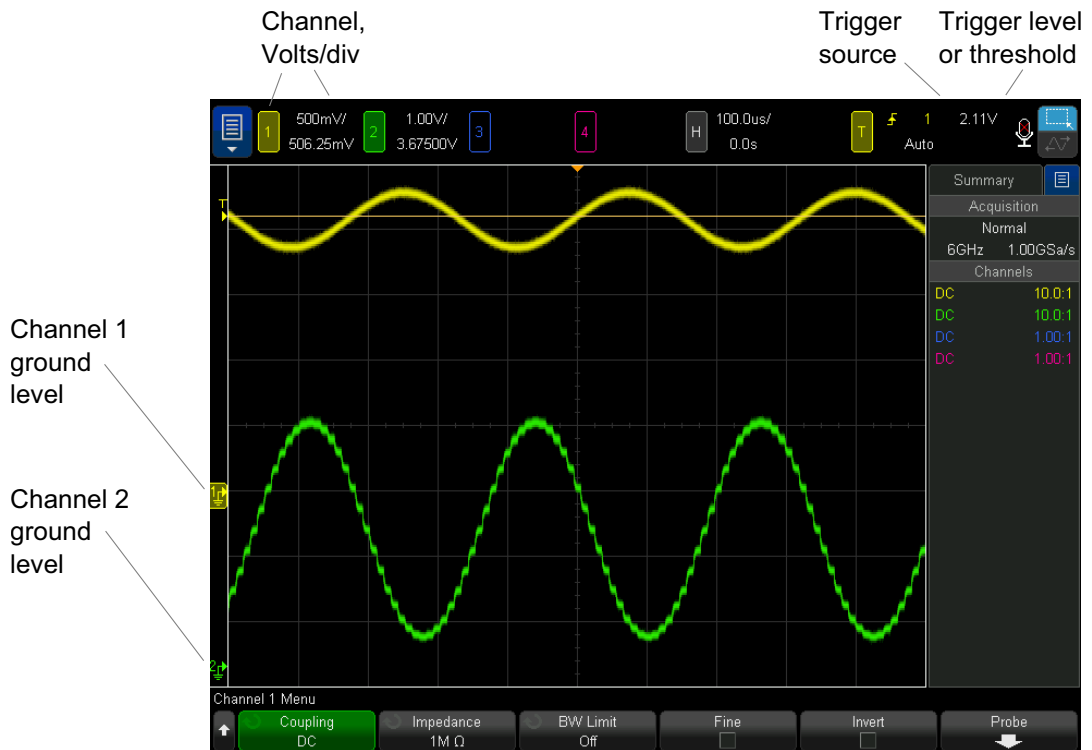 Channel,
Volts/div
Trigger
source
Trigger level
or threshold
1 500mV/ 2 1.00V/ 3 4 H 100.0us/ T 1 2.11V
506.25mV 3.67500V 0.0s Auto
Summary
Acquisition
Normal
6GHz 1.00GSa/s
Channels
DC 10.0:1
DC 10.0:1
DC 1.00:1
DC 1.00:1
T
Channel 1
ground
level
1
Channel 2
ground
level
2
Channel 1 Menu
Coupling Impedance BW Limit Fine Invert Probe
DC 1M Ω Off